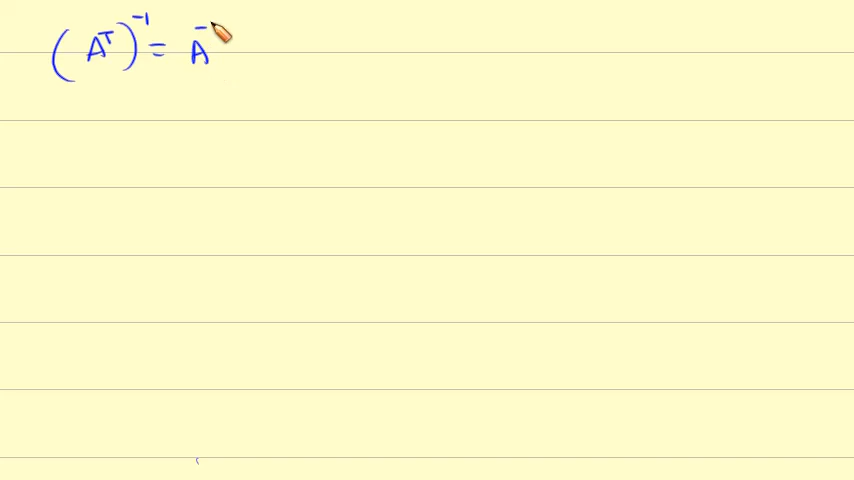 (Aᵀ)⁻¹ = A⁻